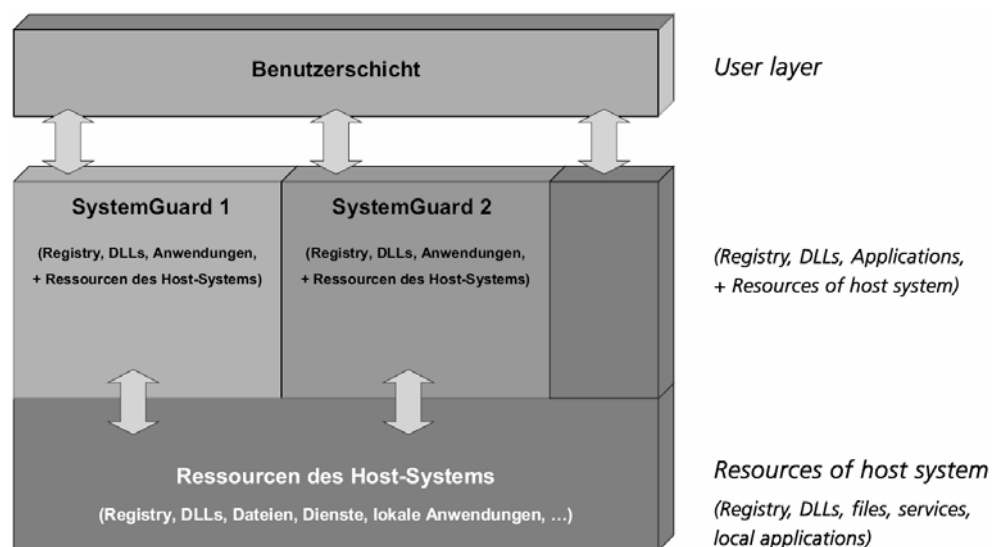 Benutzerschicht
User layer
SystemGuard 1
(Registry, DLLs, Anwendungen,
+ Ressourcen des Host-Systems)
SystemGuard 2
(Registry, DLLs, Anwendungen,
+ Ressourcen des Host-Systems)
(Registry, DLLs, Applications,
+ Resources of host system)
Ressourcen des Host-Systems
(Registry, DLLs, Dateien, Dienste, lokale Anwendungen, ...)
Resources of host system
(Registry, DLLs, files, services,
local applications)